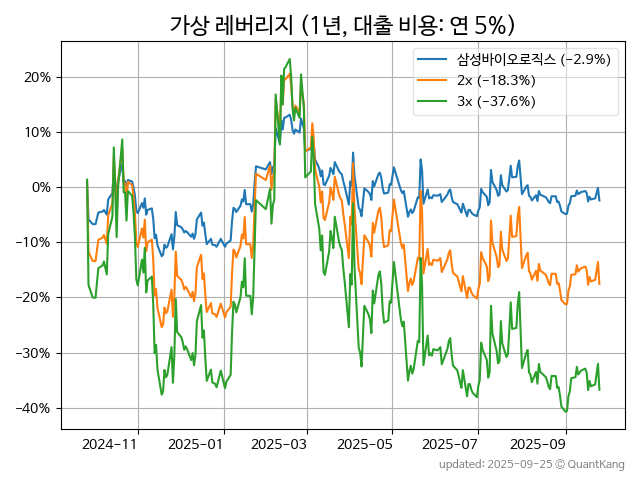 가상 레버리지 (1년, 대출 비용: 연 5%)
삼성바이오로직스 (-2.9%)
2x (-18.3%)
3x (-37.6%)
20%
10%
0%
-10%
-20%
-30%
-40%
2024-11 2025-01 2025-03 2025-05 2025-07 2025-09
updated: 2025-09-25 © QuantKang